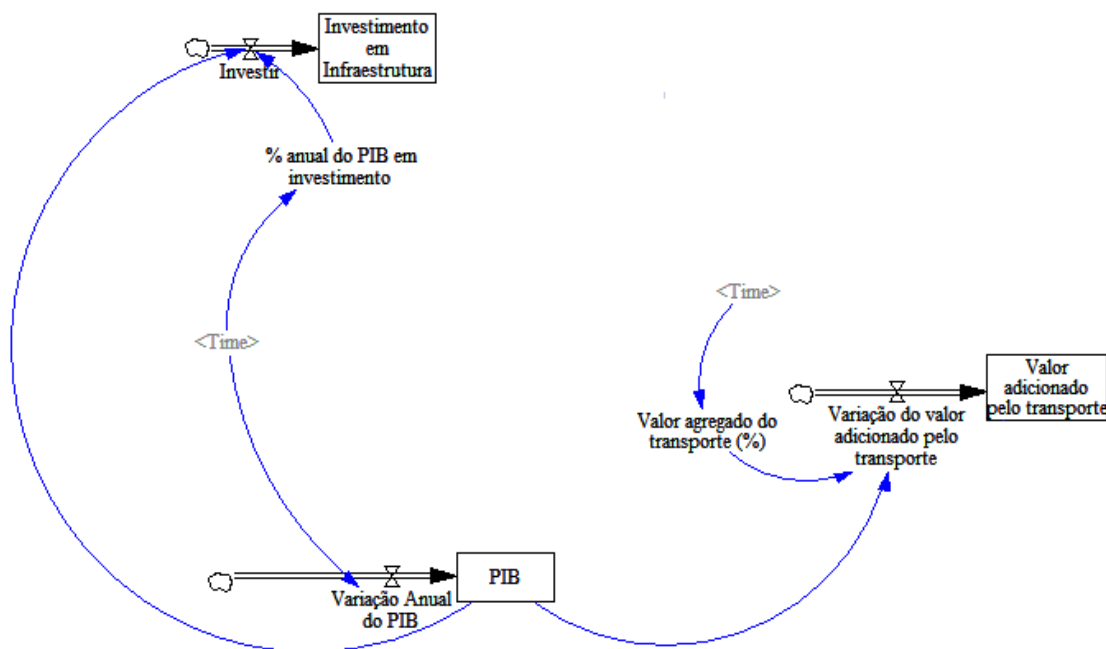 Investimento
em
Infraestrutura
Investir
% anual do PIB em
investimento
<Time>
<Time>
Valor agregado do
transporte (%)
Valor
adicionado
pelo transporte
Variação do valor
adicionado pelo
transporte
PIB
Variação Anual
do PIB